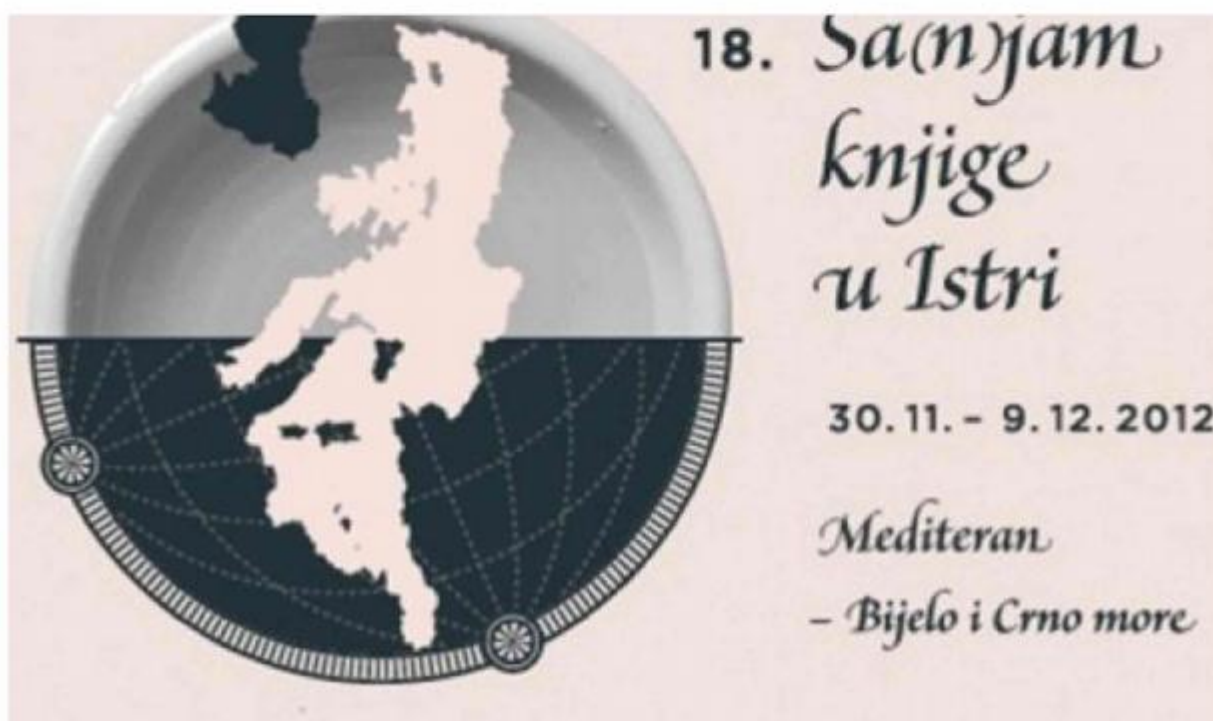 18. Sa(n)jam
knjige
u Istri
30.11. – 9.12.2012
Mediteran
– Bijelo i Crno more